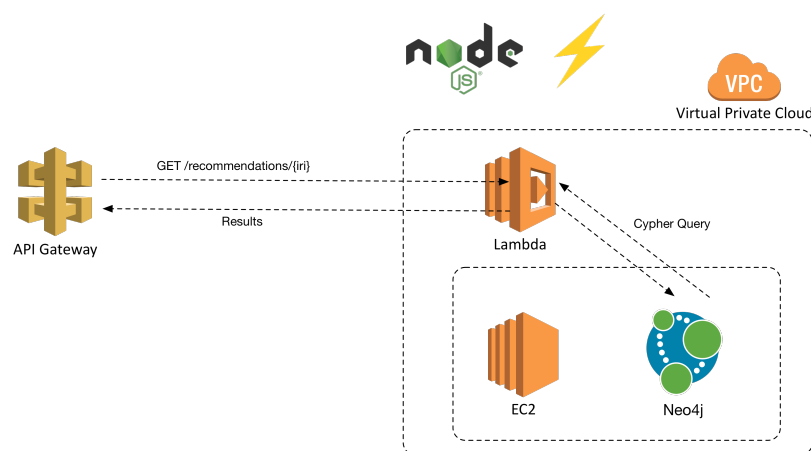 node
JS
VPC
Virtual Private Cloud
GET /recommendations/{iri}
Results
API Gateway
Lambda
Cypher Query
EC2
Neo4j